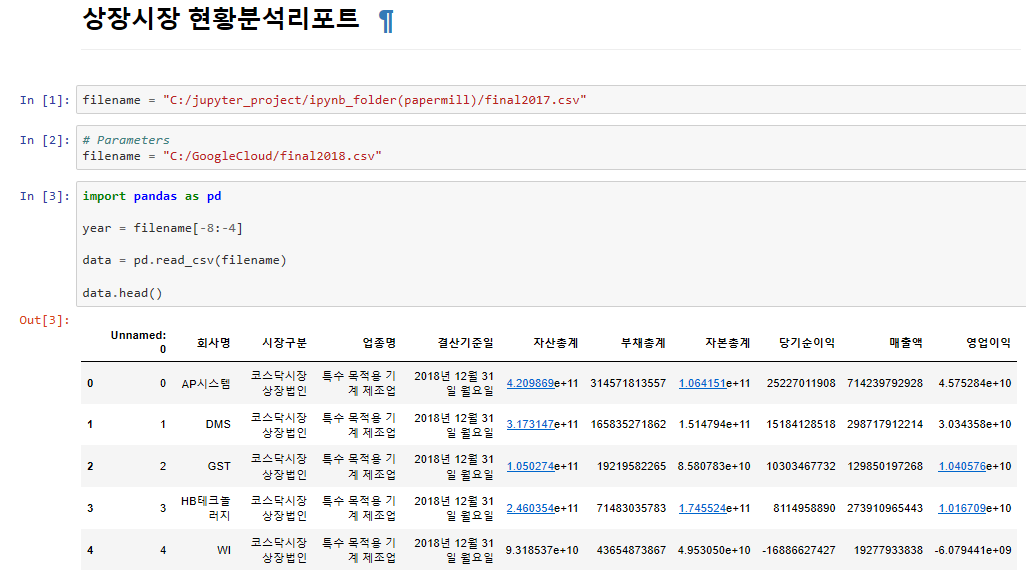 상장시장 현황분석리포트 ¶
In [1]: filename = "C:/jupyter_project/ipynb_folder(papermill)/final2017.csv"
In [2]: # Parameters
filename = "C:/GoogleCloud/final2018.csv"
In [3]: import pandas as pd
year = filename[-8:-4]
data = pd.read_csv(filename)
data.head()
Out[3]:
Unnamed: 0 회사명 시장구분 업종명 결산기준일 자산총계 부채총계 자본총계 당기순이익 매출액 영업이익
0 0 AP시스템 코스닥시장 상장법인 특수 목적용 기계 제조업 2018년 12월 31일 월요일 4.209869e+11 314571813557 1.064151e+11 25227011908 714239792928 4.575284e+10
1 1 DMS 코스닥시장 상장법인 특수 목적용 기계 제조업 2018년 12월 31일 월요일 3.173147e+11 165835271862 1.514794e+11 15184128518 298717912214 3.034358e+10
2 2 GST 코스닥시장 상장법인 특수 목적용 기계 제조업 2018년 12월 31일 월요일 1.050274e+11 19219582265 8.580783e+10 10303467732 129850197268 1.040576e+10
3 3 HB테크놀러지 코스닥시장 상장법인 특수 목적용 기계 제조업 2018년 12월 31일 월요일 2.460354e+11 71483035783 1.745524e+11 8114958890 273910965443 1.016709e+10
4 4 WI 코스닥시장 상장법인 특수 목적용 기계 제조업 2018년 12월 31일 월요일 9.318537e+10 43654873867 4.953050e+10 -16886627427 19277933838 -6.079441e+09